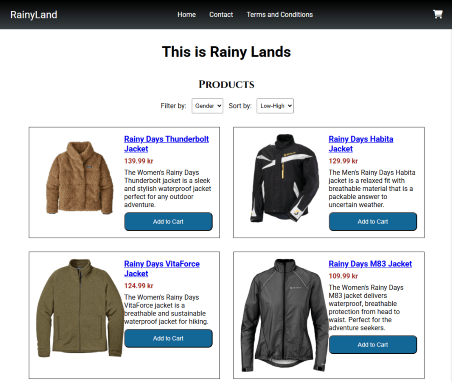 RainyLand
Home Contact Terms and Conditions
This is Rainy Lands
Products
Filter by: Gender Sort by: Low-High
Rainy Days Thunderbolt
Jacket
139.99 kr
The Women's Rainy Days
Thunderbolt jacket is a sleek
and stylish waterproof jacket
perfect for any outdoor
adventure.
Add to Cart
Rainy Days Habita
Jacket
129.99 kr
The Men's Rainy Days Habita
jacket is a relaxed fit with
breathable material that is a
packable answer to
uncertain weather.
Add to Cart
Rainy Days VitaForce
Jacket
124.99 kr
The Women's Rainy Days
VitaForce jacket is a
breathable and sustainable
waterproof jacket for hiking.
Add to Cart
Rainy Days M83 Jacket
109.99 kr
The Women's Rainy Days
M83 jacket delivers
waterproof, breathable
protection from head to
waist. Perfect for the
adventure seekers.
Add to Cart